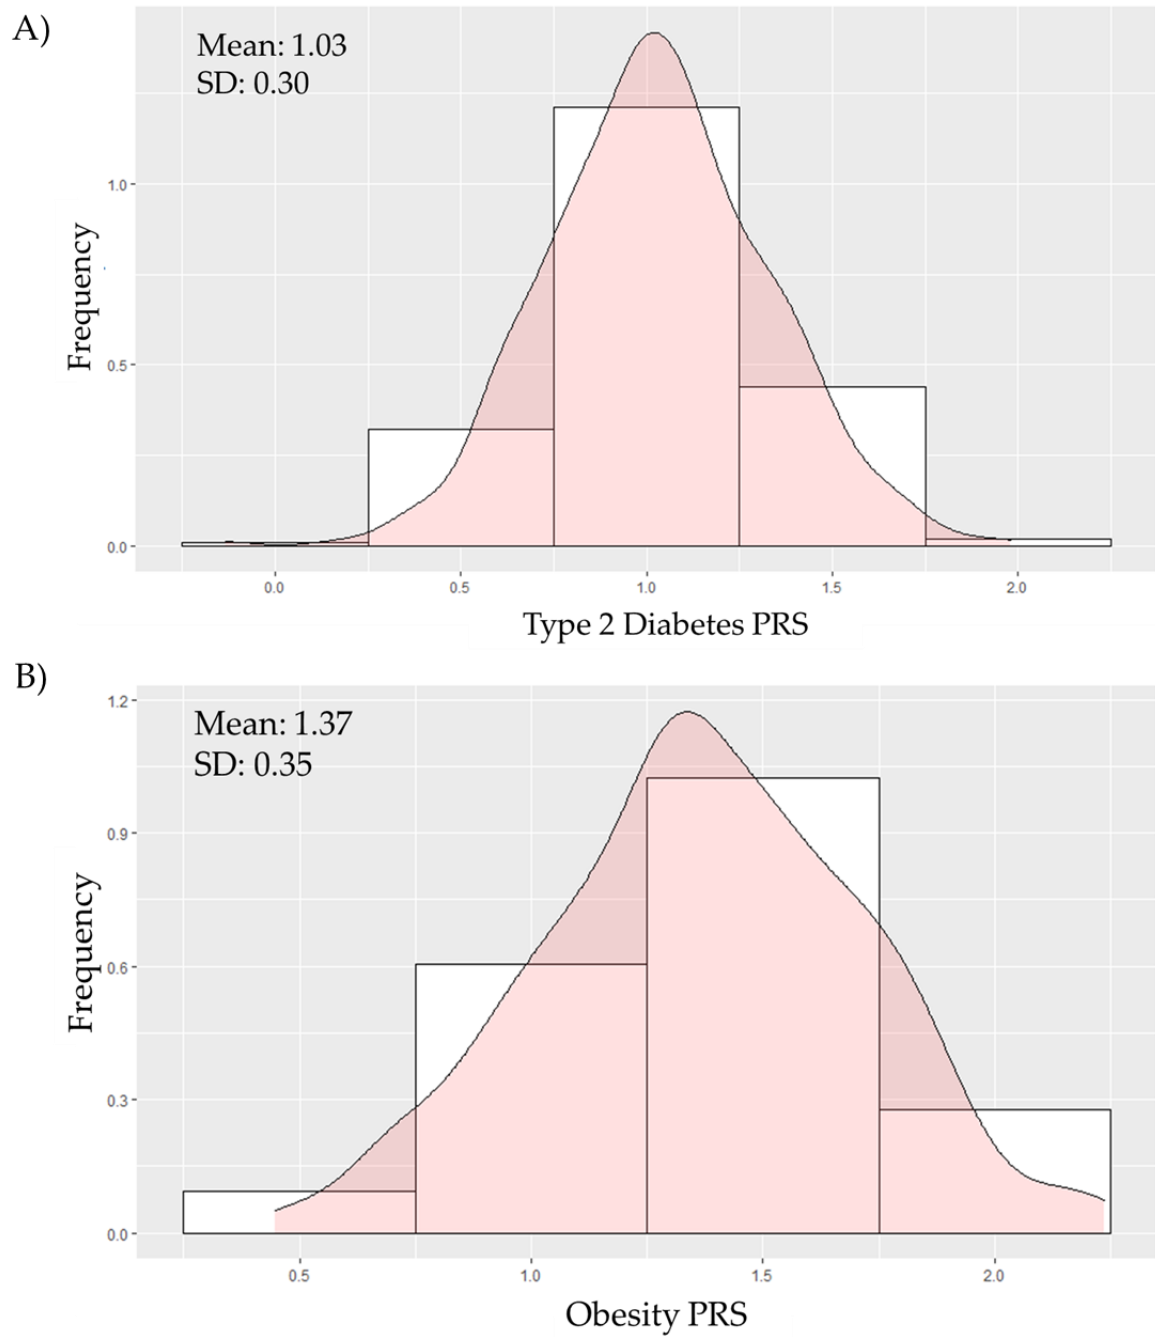 A)
Mean: 1.03
SD: 0.30
1.0
0.5
0.0
Frequency
0.0 0.5 1.0 1.5 2.0
Type 2 Diabetes PRS
B)
Mean: 1.37
SD: 0.35
1.2
0.9
0.6
0.3
0.0
Frequency
0.5 1.0 1.5 2.0
Obesity PRS